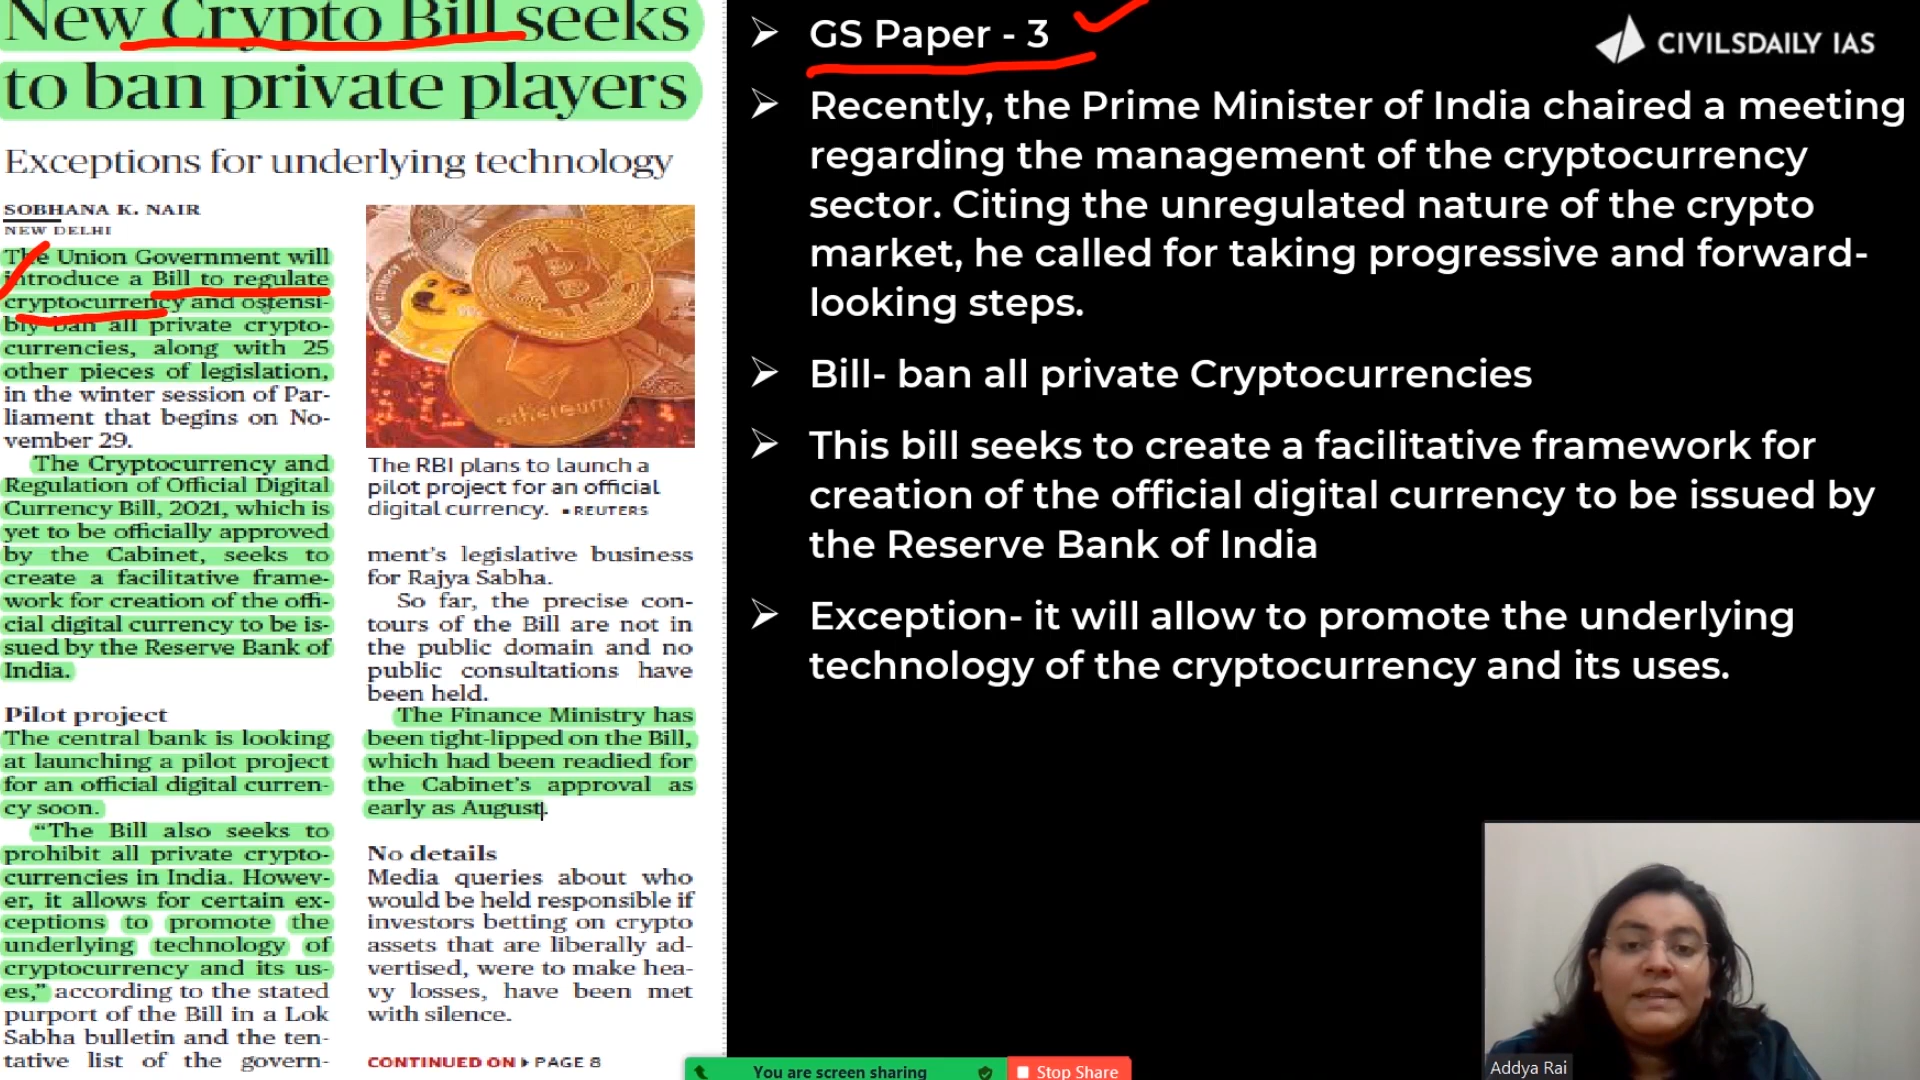 New Crypto Bill seeks
to ban private players
Exceptions for underlying technology
SOBHANA K. NAIR
NEW DELHI
The Union Government will
introduce a Bill to regulate
cryptocurrency and ostensi-
bly ban all private crypto-
currencies, along with 25
other pieces of legislation,
in the winter session of Par-
liament that begins on No-
vember 29.
The Cryptocurrency and
Regulation of Official Digital
Currency Bill, 2021, which is
yet to be officially approved
by the Cabinet, seeks to
create a facilitative frame-
work for creation of the offi-
cial digital currency to be is-
sued by the Reserve Bank of
India.
Pilot project
The central bank is looking
at launching a pilot project
for an official digital curren-
cy soon.
“The Bill also seeks to
prohibit all private crypto-
currencies in India. Howev-
er, it allows for certain ex-
ceptions to promote the
underlying technology of
cryptocurrency and its us-
es,” according to the stated
purport of the Bill in a Lok
Sabha bulletin and the ten-
tative list of the govern-
ethereum
The RBI plans to launch a
pilot project for an official
digital currency. ▪ REUTERS
ment's legislative business
for Rajya Sabha.
So far, the precise con-
tours of the Bill are not in
the public domain and no
public consultations have
been held.
The Finance Ministry has
been tight-lipped on the Bill,
which had been readied for
the Cabinet's approval as
early as August.
No details
Media queries about who
would be held responsible if
investors betting on crypto
assets that are liberally ad-
vertised, were to make hea-
vy losses, have been met
with silence.
CONTINUED ON ▸ PAGE 8
➢ GS Paper - 3
➢ Recently, the Prime Minister of India chaired a meeting
regarding the management of the cryptocurrency
sector. Citing the unregulated nature of the crypto
market, he called for taking progressive and forward-
looking steps.
➢ Bill- ban all private Cryptocurrencies
➢ This bill seeks to create a facilitative framework for
creation of the official digital currency to be issued by
the Reserve Bank of India
➢ Exception- it will allow to promote the underlying
technology of the cryptocurrency and its uses.
CIVILSDAILY IAS
Addya Rai
You are screen sharing
Stop Share